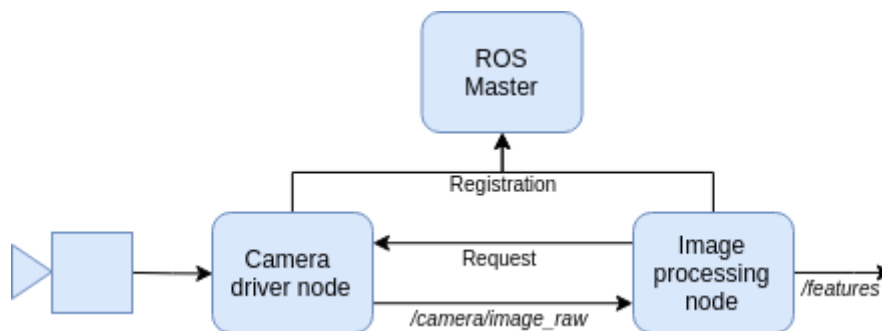 ROS
Master
Registration
Camera
driver node
Request
/camera/image_raw
Image
processing
node
/features